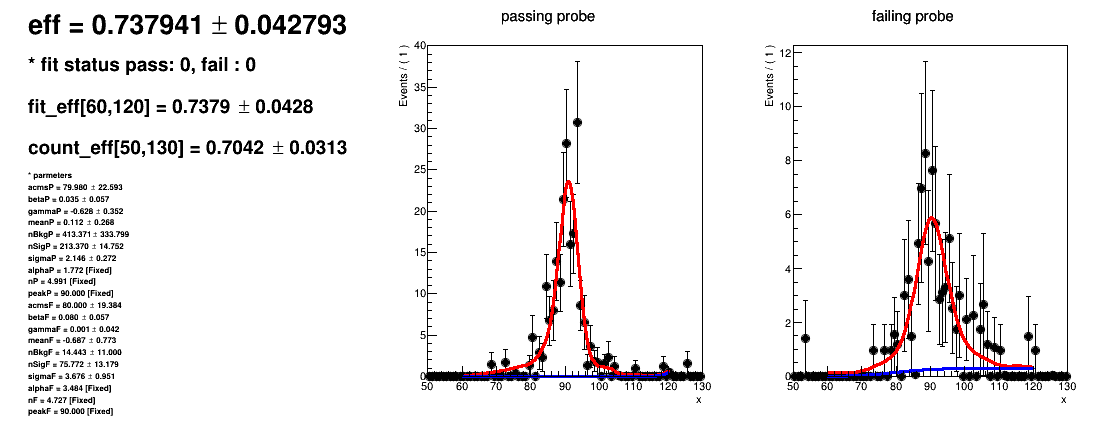 eff = 0.737941 ± 0.042793
* fit status pass: 0, fail : 0
fit_eff[60,120] = 0.7379 ± 0.0428
count_eff[50,130] = 0.7042 ± 0.0313
* parmeters
acmsP = 79.980 ± 22.593
betaP = 0.035 ± 0.057
gammaP = -0.628 ± 0.352
meanP = 0.112 ± 0.268
nBkgP = 413.371 ± 333.799
nSigP = 213.370 ± 14.752
sigmaP = 2.146 ± 0.272
alphaP = 1.772 [Fixed]
nP = 4.991 [Fixed]
peakP = 90.000 [Fixed]
acmsF = 80.000 ± 19.384
betaF = 0.080 ± 0.057
gammaF = 0.001 ± 0.042
meanF = -0.687 ± 0.773
nBkgF = 14.443 ± 11.000
nSigF = 75.772 ± 13.179
sigmaF = 3.676 ± 0.951
alphaF = 3.484 [Fixed]
nF = 4.727 [Fixed]
peakF = 90.000 [Fixed]
passing probe
Events / ( 1 )
40
35
30
25
20
15
10
5
0
50 60 70 80 90 100 110 120 130
x
failing probe
Events / ( 1 )
12
10
8
6
4
2
0
50 60 70 80 90 100 110 120 130
x